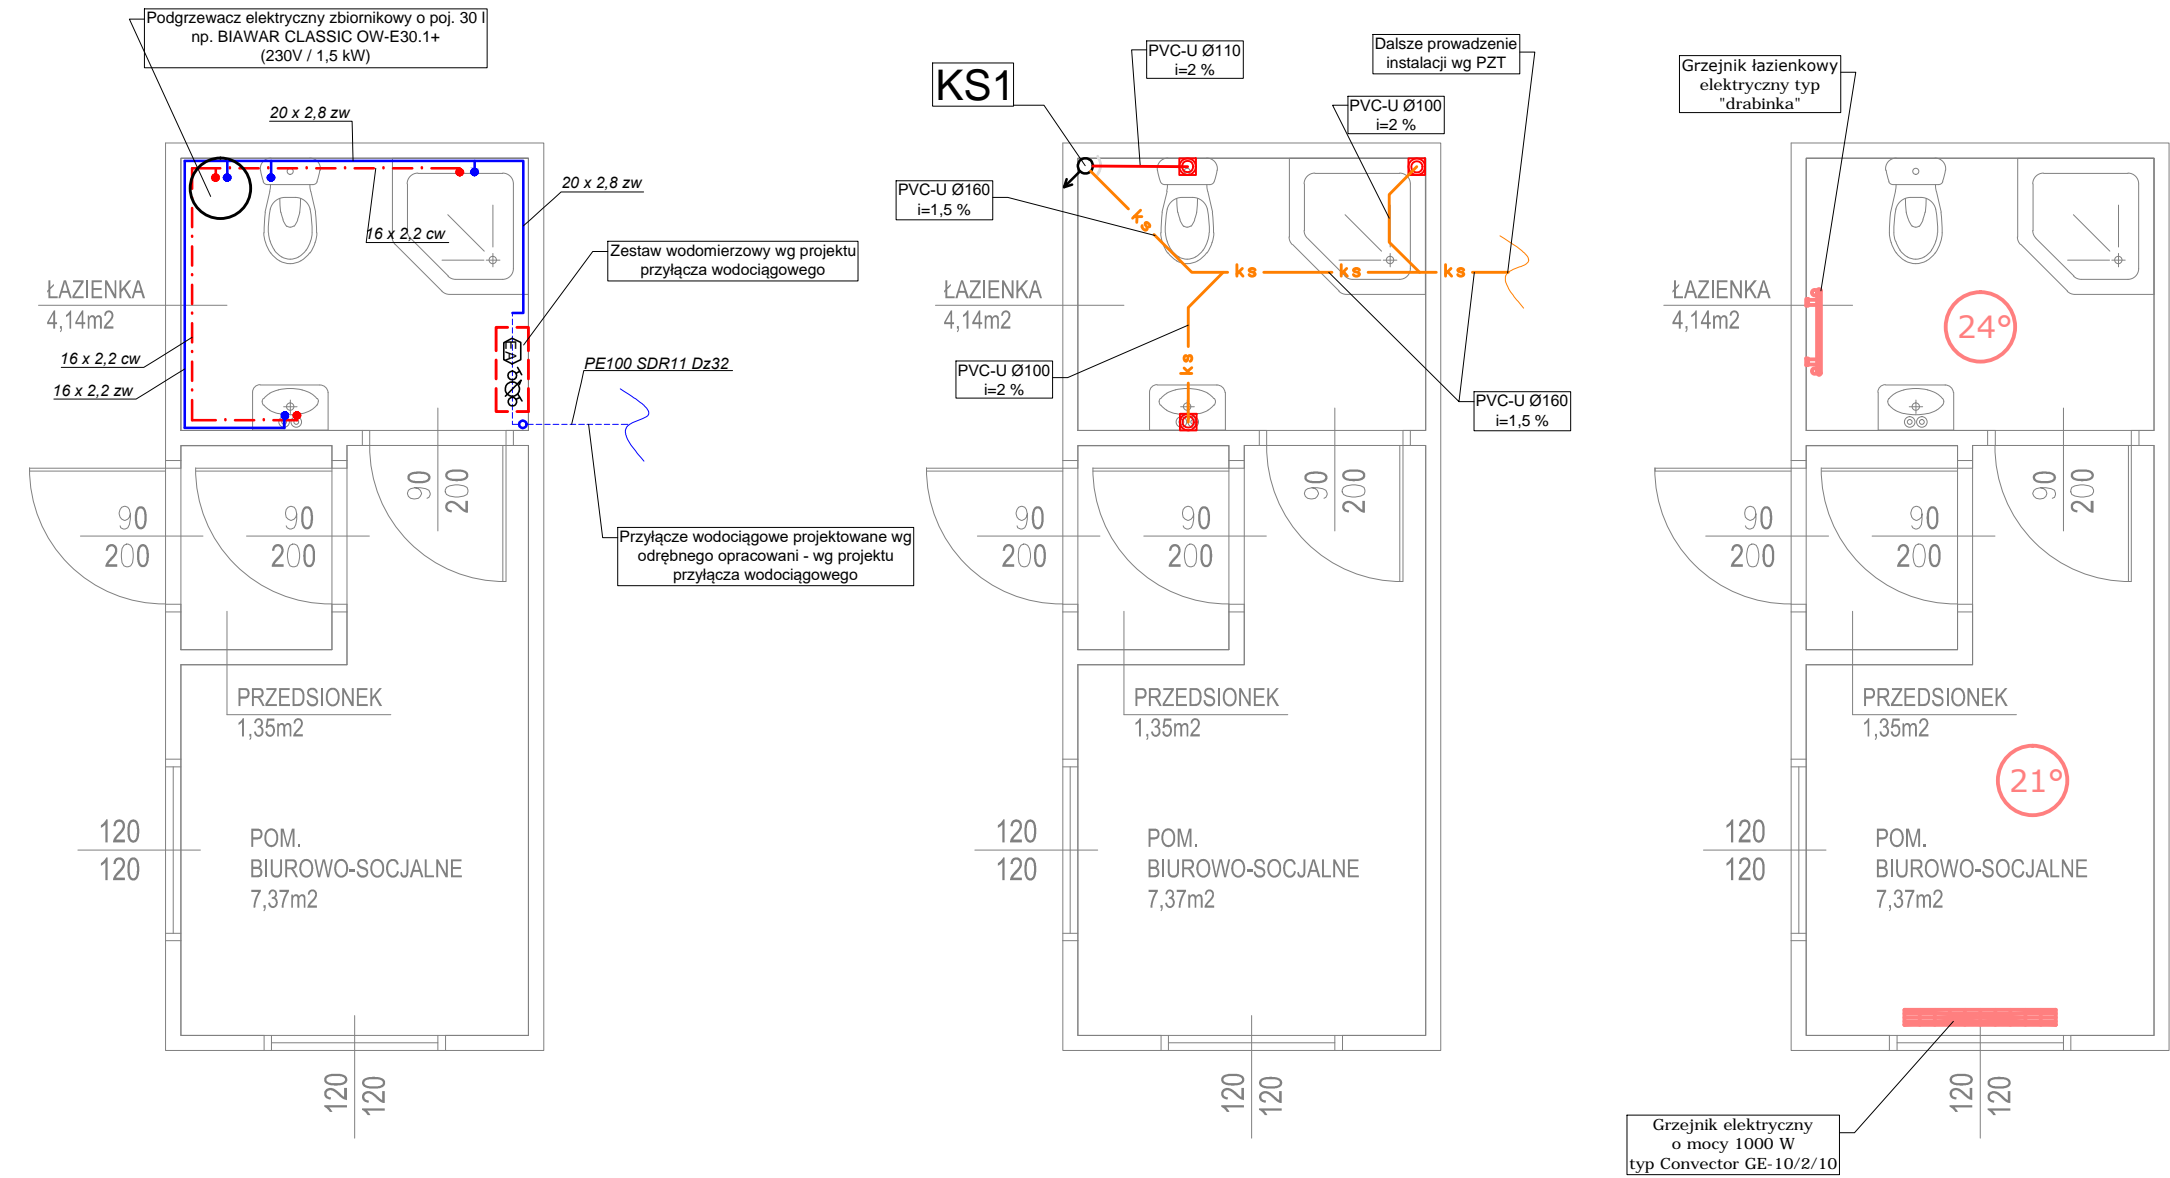 Podgrzewacz elektryczny zbiornikowy o poj. 30 l
np. BIAWAR CLASSIC OW-E30.1+
(230V / 1,5 kW)
20 x 2,8 zw
20 x 2,8 zw
16 x 2,2 cw
Zestaw wodomierzowy wg projektu
przyłącza wodociągowego
ŁAZIENKA
4,14m2
16 x 2,2 cw
16 x 2,2 zw
EA
PE100 SDR11 Dz32
90
200
90
200
90
200
Przyłącze wodociągowe projektowane wg
odrębnego opracowani - wg projektu
przyłącza wodociągowego
PRZEDSIONEK
1,35m2
120
120
POM.
BIUROWO-SOCJALNE
7,37m2
120
120
KS1
PVC-U Ø110
i=2 %
Dalsze prowadzenie
instalacji wg PZT
PVC-U Ø100
i=2 %
PVC-U Ø160
i=1,5 %
ks
ks
ks
ks
ks
ŁAZIENKA
4,14m2
PVC-U Ø100
i=2 %
PVC-U Ø160
i=1,5 %
90
200
90
200
90
200
PRZEDSIONEK
1,35m2
120
120
POM.
BIUROWO-SOCJALNE
7,37m2
120
120
Grzejnik łazienkowy
elektryczny typ
"drabinka"
ŁAZIENKA
4,14m2
24°
90
200
90
200
90
200
PRZEDSIONEK
1,35m2
21°
120
120
POM.
BIUROWO-SOCJALNE
7,37m2
120
120
Grzejnik elektryczny
o mocy 1000 W
typ Convector GE-10/2/10